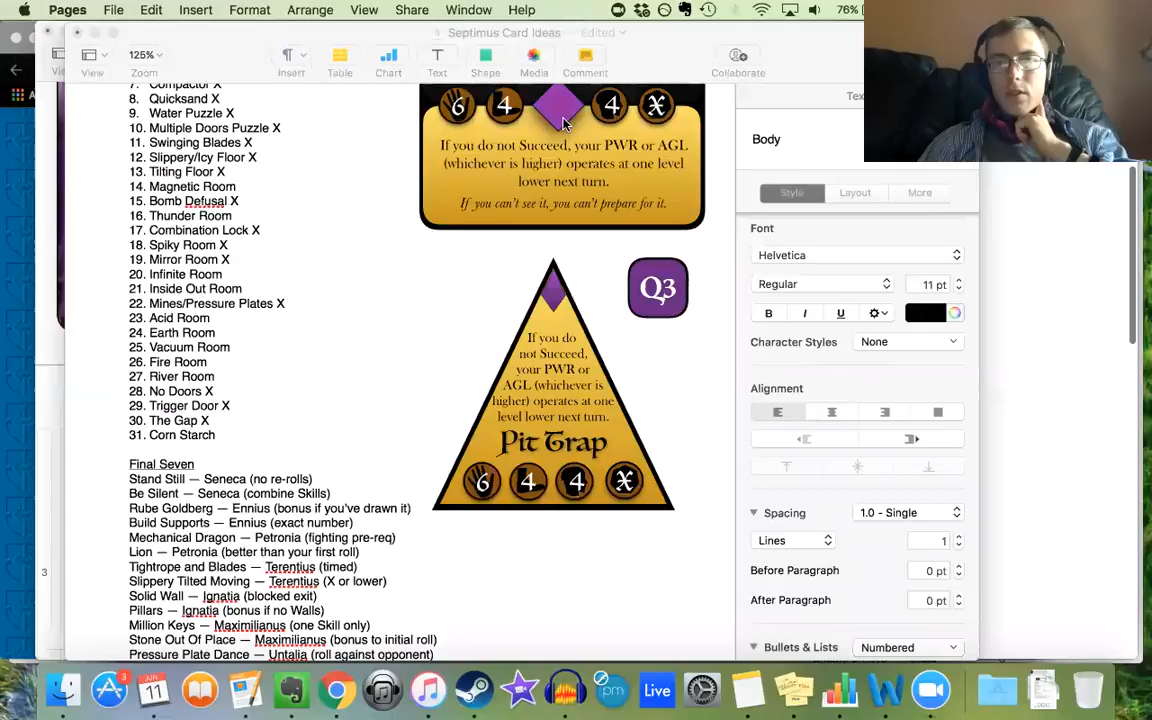 Pages File Edit Insert Format Arrange View Share Window Help 76%
Septimus Card Ideas — Edited
125%
View Zoom Insert Table Chart Text Shape Media Comment Collaborate
8. Quicksand X
9. Water Puzzle X
10. Multiple Doors Puzzle X
11. Swinging Blades X
12. Slippery/Icy Floor X
13. Tilting Floor X
14. Magnetic Room
15. Bomb Defusal X
16. Thunder Room
17. Combination Lock X
18. Spiky Room X
19. Mirror Room X
20. Infinite Room
21. Inside Out Room
22. Mines/Pressure Plates X
23. Acid Room
24. Earth Room
25. Vacuum Room
26. Fire Room
27. River Room
28. No Doors X
29. Trigger Door X
30. The Gap X
31. Corn Starch
Final Seven
Stand Still — Seneca (no re-rolls)
Be Silent — Seneca (combine Skills)
Rube Goldberg — Ennius (bonus if you've drawn it)
Build Supports — Ennius (exact number)
Mechanical Dragon — Petronia (fighting pre-req)
Lion — Petronia (better than your first roll)
Tightrope and Blades — Terentius (timed)
Slippery Tilted Moving — Terentius (X or lower)
Solid Wall — Ignatia (blocked exit)
Pillars — Ignatia (bonus if no Walls)
Million Keys — Maximilianus (one Skill only)
Stone Out Of Place — Maximilianus (bonus to initial roll)
Pressure Plate Dance — Untalia (roll against opponent)
3
6 4 4 X
If you do not Succeed, your PWR or AGL
(whichever is higher) operates at one level
lower next turn.
If you can't see it, you can't prepare for it.
Q3
If you do
not Succeed,
your PWR or
AGL (whichever is
higher) operates at one
level lower next turn.
Pit Trap
6 4 4 X
Body
Style Layout More
Font
Helvetica
Regular 11 pt
B I U
Character Styles None
Alignment
Spacing 1.0 - Single
Lines 1
Before Paragraph 0 pt
After Paragraph 0 pt
Bullets & Lists Numbered
3
JUN
11
pm
Live